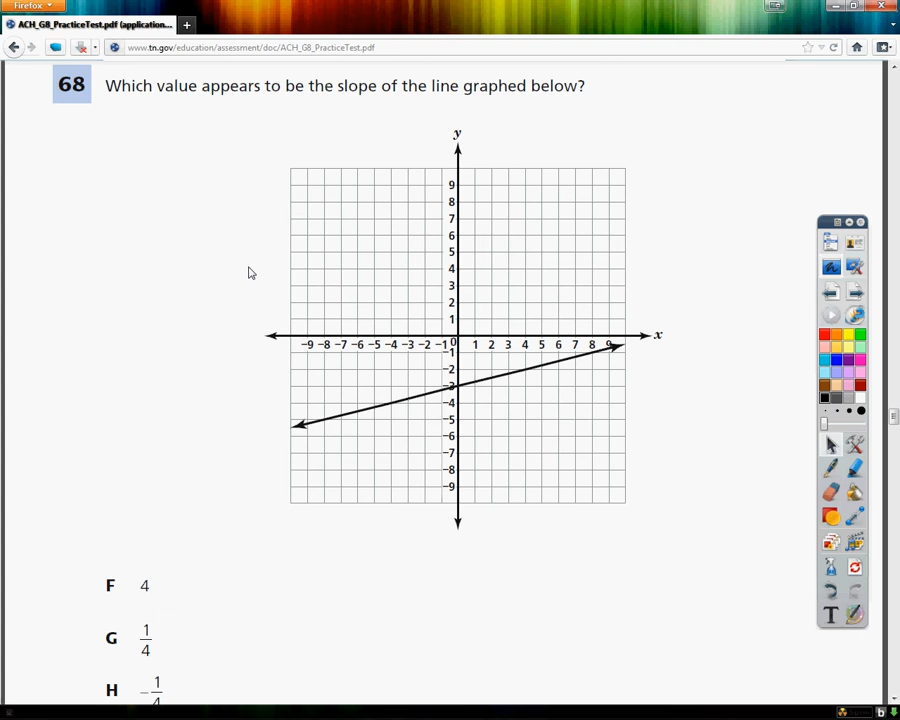 Firefox
ACH_G8_PracticeTest.pdf (application...
www.tn.gov/education/assessment/doc/ACH_G8_PracticeTest.pdf
68 Which value appears to be the slope of the line graphed below?
y
9
8
7
6
5
4
3
2
1
−9 −8 −7 −6 −5 −4 −3 −2 −1 0 1 2 3 4 5 6 7 8 9 x
−1
−2
−3
−4
−5
−6
−7
−8
−9
F 4
G 1/4
H −1/4
T
b